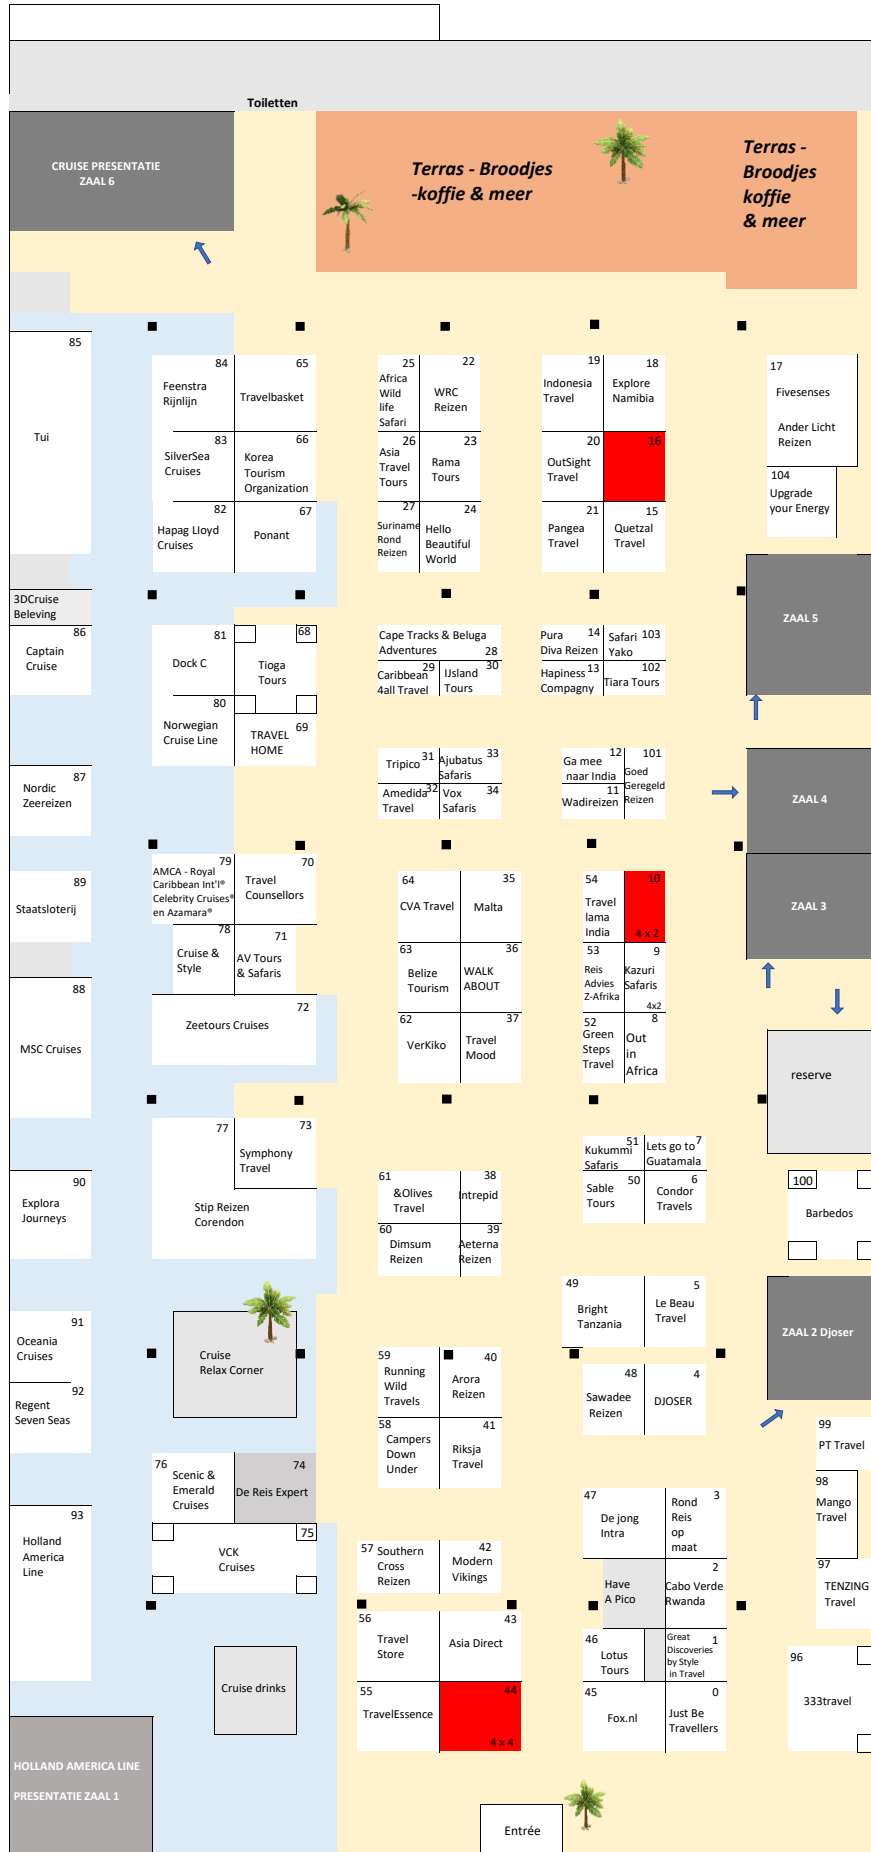 Toiletten
CRUISE PRESENTATIE
ZAAL 6
Terras - Broodjes
-koffie & meer
Terras -
Broodjes
koffie
& meer
85
Tui
84
Feenstra
Rijnlijn
65
Travelbasket
83
SilverSea
Cruises
66
Korea
Tourism
Organization
82
Hapag Lloyd
Cruises
67
Ponant
25
Africa
Wild
life
Safari
22
WRC
Reizen
26
Asia
Travel
Tours
23
Rama
Tours
27
Suriname
Rond
Reizen
24
Hello
Beautiful
World
19
Indonesia
Travel
18
Explore
Namibia
20
OutSight
Travel
16
21
Pangea
Travel
15
Quetzal
Travel
17
Fivesenses
Ander Licht
Reizen
104
Upgrade
your Energy
ZAAL 5
3DCruise
Beleving
86
Captain
Cruise
81
Dock C
68
Tioga
Tours
80
Norwegian
Cruise Line
69
TRAVEL
HOME
Cape Tracks & Beluga
Adventures
28
29
Caribbean
4all Travel
30
IJsland
Tours
Pura
14
Diva Reizen
Safari
103
Yako
Hapiness
13
Compagny
102
Tiara Tours
87
Nordic
Zeereizen
31
Tripico
33
Ajubatus
Safaris
32
Amedida
Travel
34
Vox
Safaris
12
Ga mee
naar India
101
Goed
Geregeld
Reizen
11
Wadireizen
ZAAL 4
ZAAL 3
89
Staatsloterij
79
AMCA - Royal
Caribbean Int'l®
Celebrity Cruises®
en Azamara®
70
Travel
Counsellors
78
Cruise &
Style
71
AV Tours
& Safaris
72
Zeetours Cruises
88
MSC Cruises
64
CVA Travel
35
Malta
63
Belize
Tourism
36
WALK
ABOUT
62
VerKiko
37
Travel
Mood
54
Travel
lama
India
10
4 x 2
53
Reis
Advies
Z-Afrika
9
Kazuri
Safaris
4x2
52
Green
Steps
Travel
8
Out
in
Africa
reserve
90
Explora
Journeys
77
Stip Reizen
Corendon
73
Symphony
Travel
61
&Olives
Travel
38
Intrepid
60
Dimsum
Reizen
39
Aeterna
Reizen
51
Kukummi
Safaris
7
Lets go to
Guatamala
50
Sable
Tours
6
Condor
Travels
100
Barbedos
49
Bright
Tanzania
5
Le Beau
Travel
ZAAL 2 Djoser
91
Oceania
Cruises
92
Regent
Seven Seas
Cruise
Relax Corner
59
Running
Wild
Travels
40
Arora
Reizen
58
Campers
Down
Under
41
Riksja
Travel
48
Sawadee
Reizen
4
DJOSER
99
PT Travel
98
Mango
Travel
97
TENZING
Travel
93
Holland
America
Line
76
Scenic &
Emerald
Cruises
74
De Reis Expert
75
VCK
Cruises
57
Southern
Cross
Reizen
42
Modern
Vikings
47
De jong
Intra
3
Rond
Reis
op
maat
Have
A Pico
2
Cabo Verde
Rwanda
56
Travel
Store
43
Asia Direct
46
Lotus
Tours
1
Great
Discoveries
by Style
in Travel
Cruise drinks
55
TravelEssence
44
4 x 4
45
Fox.nl
0
Just Be
Travellers
96
333travel
HOLLAND AMERICA LINE
PRESENTATIE ZAAL 1
Entrée